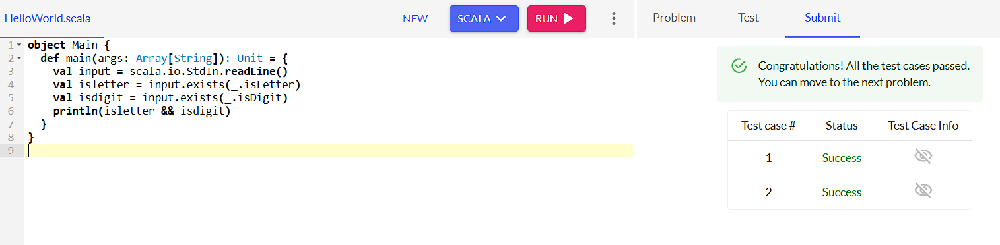 HelloWorld.scala
NEW
SCALA
RUN
1 object Main {
2   def main(args: Array[String]): Unit = {
3     val input = scala.io.StdIn.readLine()
4     val isletter = input.exists(_.isLetter)
5     val isdigit = input.exists(_.isDigit)
6     println(isletter && isdigit)
7   }
8 }
9
Problem Test Submit
Congratulations! All the test cases passed.
You can move to the next problem.
Test case # Status Test Case Info
1 Success
2 Success